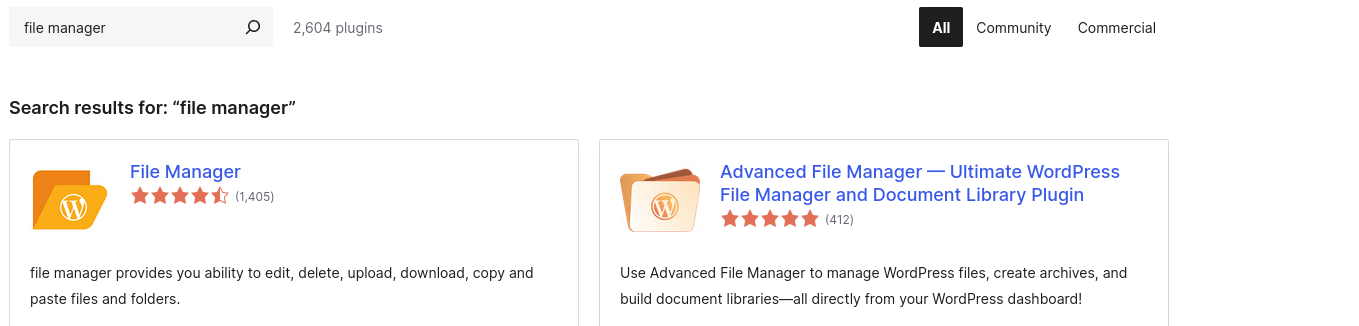 file manager
2,604 plugins
All
Community
Commercial
Search results for: “file manager”
File Manager
(1,405)
file manager provides you ability to edit, delete, upload, download, copy and
paste files and folders.
Advanced File Manager — Ultimate WordPress
File Manager and Document Library Plugin
(412)
Use Advanced File Manager to manage WordPress files, create archives, and
build document libraries—all directly from your WordPress dashboard!